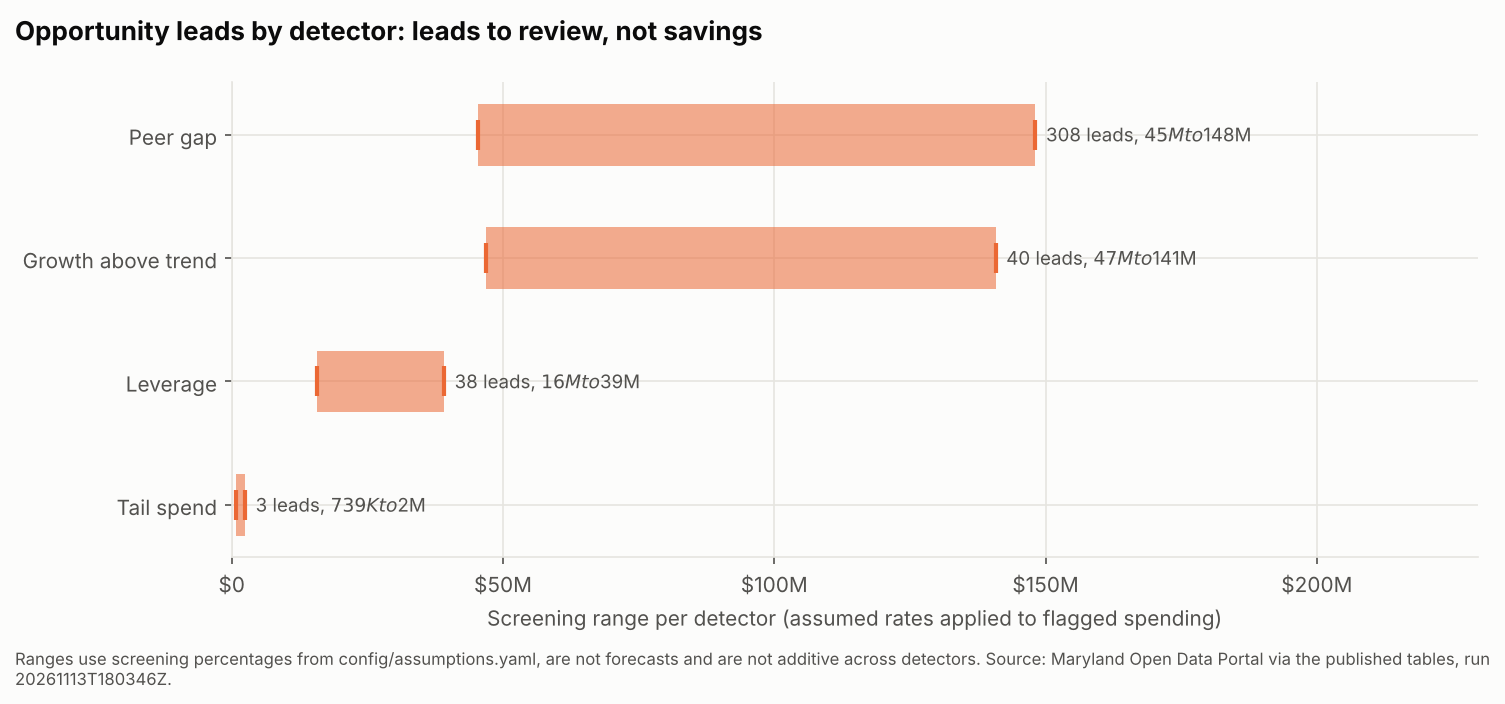 Opportunity leads by detector: leads to review, not savings
Peer gap
308 leads, 45Mto148M
Growth above trend
40 leads, 47Mto141M
Leverage
38 leads, 16Mto39M
Tail spend
3 leads, 739Kto2M
$0 $50M $100M $150M $200M
Screening range per detector (assumed rates applied to flagged spending)
Ranges use screening percentages from config/assumptions.yaml, are not forecasts and are not additive across detectors. Source: Maryland Open Data Portal via the published tables, run
20261113T180346Z.